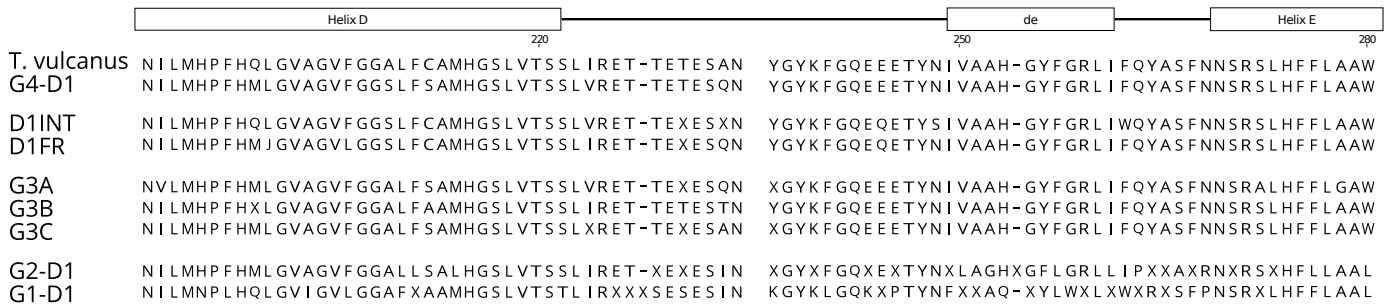 Helix D de Helix E
220 250 280
T. vulcanus NILMHPFHQLGVAGVFGGALFCAMHGSLVTSSLIRET-TETESAN YGYKFGQEEETYNIVAAH-GYFGRLIFQYASFNNSRSLHFFLAAW
G4-D1 NILMHPFHMLGVAGVFGGSLFSAMHGSLVTSSLVRET-TETESQN YGYKFGQEEETYNIVAAH-GYFGRLIFQYASFNNSRSLHFFLAAW
D1INT NILMHPFHQLGVAGVFGGSLFCAMHGSLVTSSLIRET-TEXESXN YGYKFGQEQETYSIVAAH-GYFGRLIWQYASFNNSRSLHFFLAAW
D1FR NILMHPFHMJGVAGVLGGSLFCAMHGSLVTSSLIRET-TEXESQN YGYKFGQEQETYNIVAAH-GYFGRLIFQYASFNNSRSLHFFLAAW
G3A NVLMHPFHMLGVAGVFGGALFSAMHGSLVTSSLVRET-TEXESQN XGYKFGQEEETYNIVAAH-GYFGRLIFQYASFNNSRALHFFLGAW
G3B NILMHPFHXLGVAGVFGGALFAAMHGSLVTSSLIRET-TETESTN YGYKFGQEEETYNIVAAH-GYFGRLIFQYASFNNSRSLHFFLAAW
G3C NILMHPFHMLGVAGVFGGALFSAMHGSLVTSSLXRET-TEXESAN XGYKFGQEEETYNIVAAH-GYFGRLIFQYASFNNSRSLHFFLAAW
G2-D1 NILMHPFHMLGVAGVFGGALLSALHGSLVTSSLIRET-XEXESIN XGYXFGQXEXTYNXLAGHXGFLGRLLIPXXAXRNXRSXHFLLAAL
G1-D1 NILMNPLHQLGVIGVLGAAFXAAMHGSLVTSTLIRXXXSESESIN KGYKLGQKXPTYNFXXAQ-XYLWXLXWXRXSFPNSRXLHFFLAAL